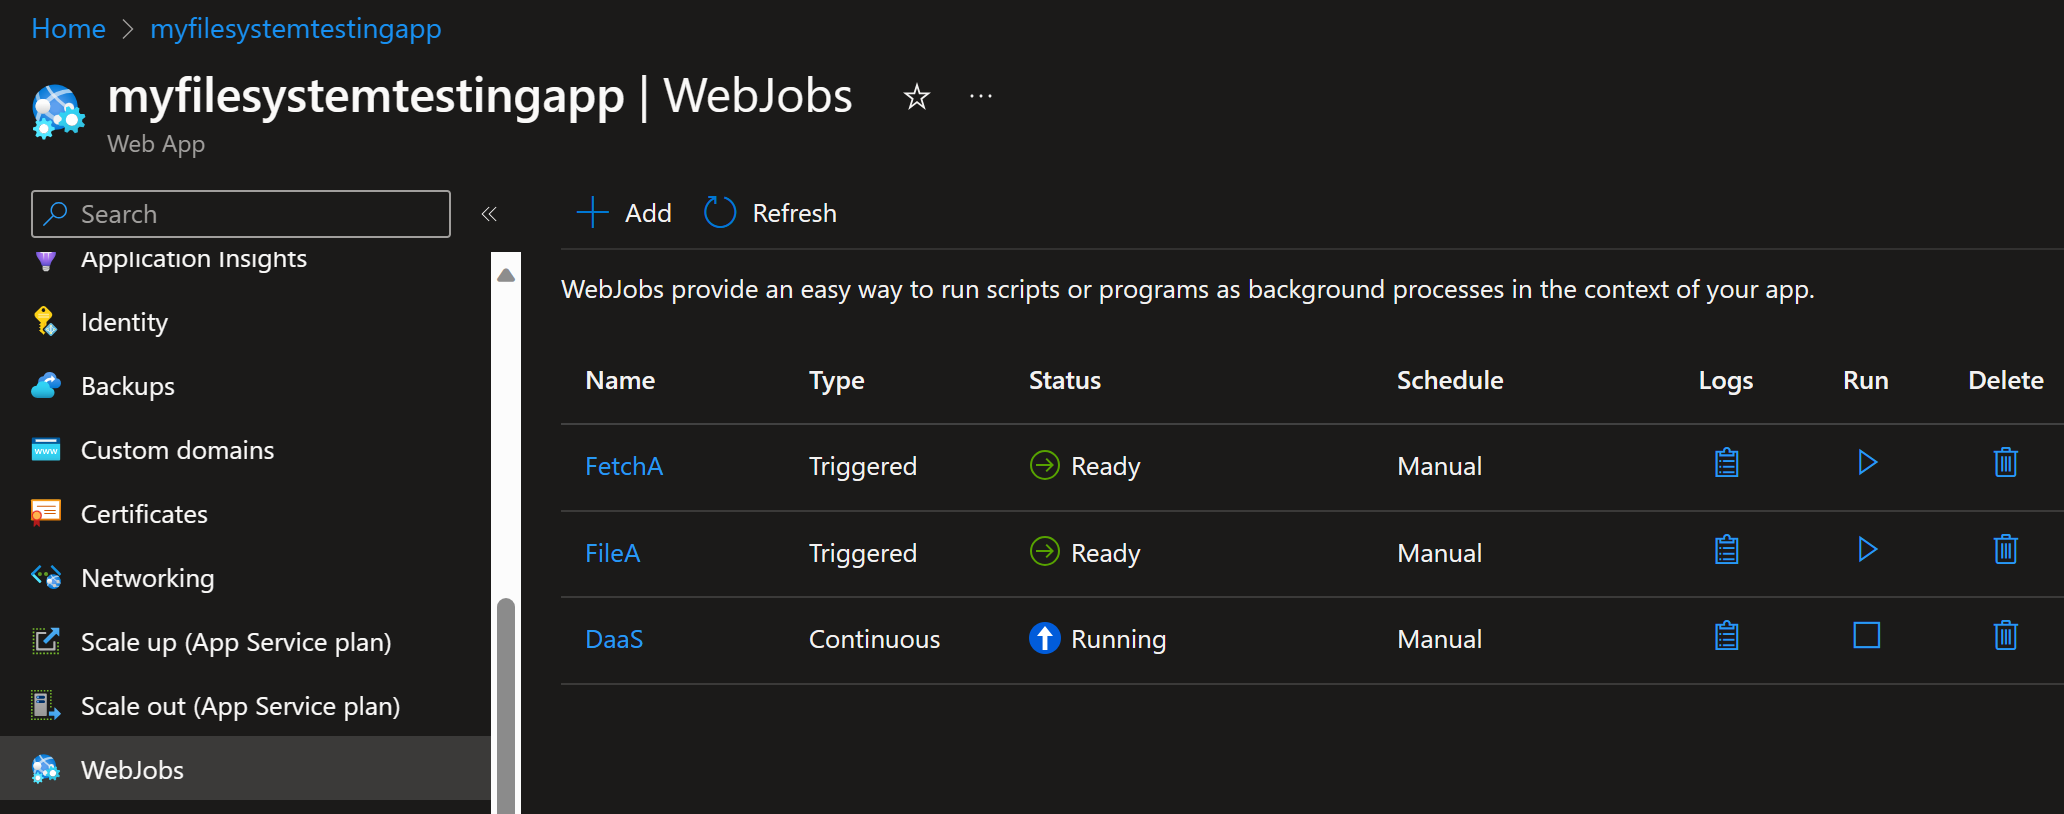 Home > myfilesystemtestingapp
myfilesystemtestingapp | WebJobs
Web App
Search
Add
Refresh
Application Insights
Identity
Backups
Custom domains
Certificates
Networking
Scale up (App Service plan)
Scale out (App Service plan)
WebJobs
WebJobs provide an easy way to run scripts or programs as background processes in the context of your app.
Name Type Status Schedule Logs Run Delete
FetchA Triggered Ready Manual
FileA Triggered Ready Manual
DaaS Continuous Running Manual